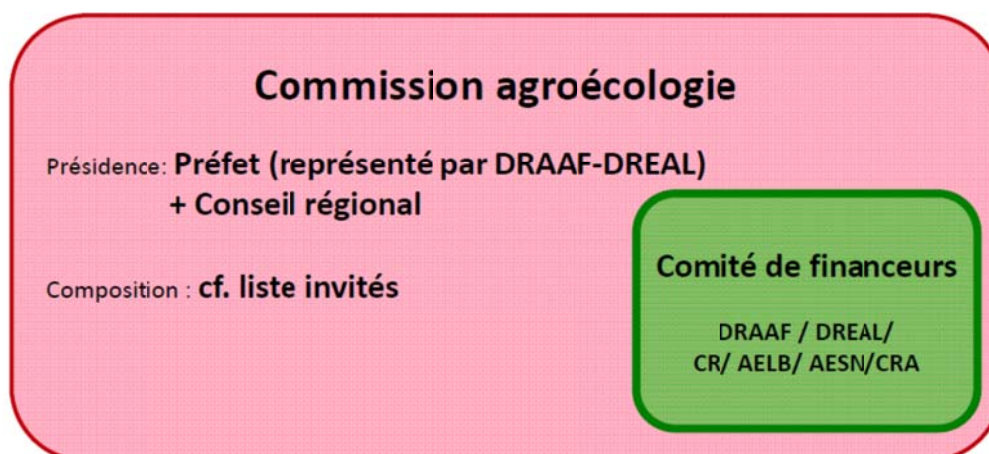 Commission agroécologie
Présidence: Préfet (représenté par DRAAF-DREAL)
+ Conseil régional
Composition : cf. liste invités
Comité de financeurs
DRAAF / DREAL/
CR/ AELB/ AESN/CRA